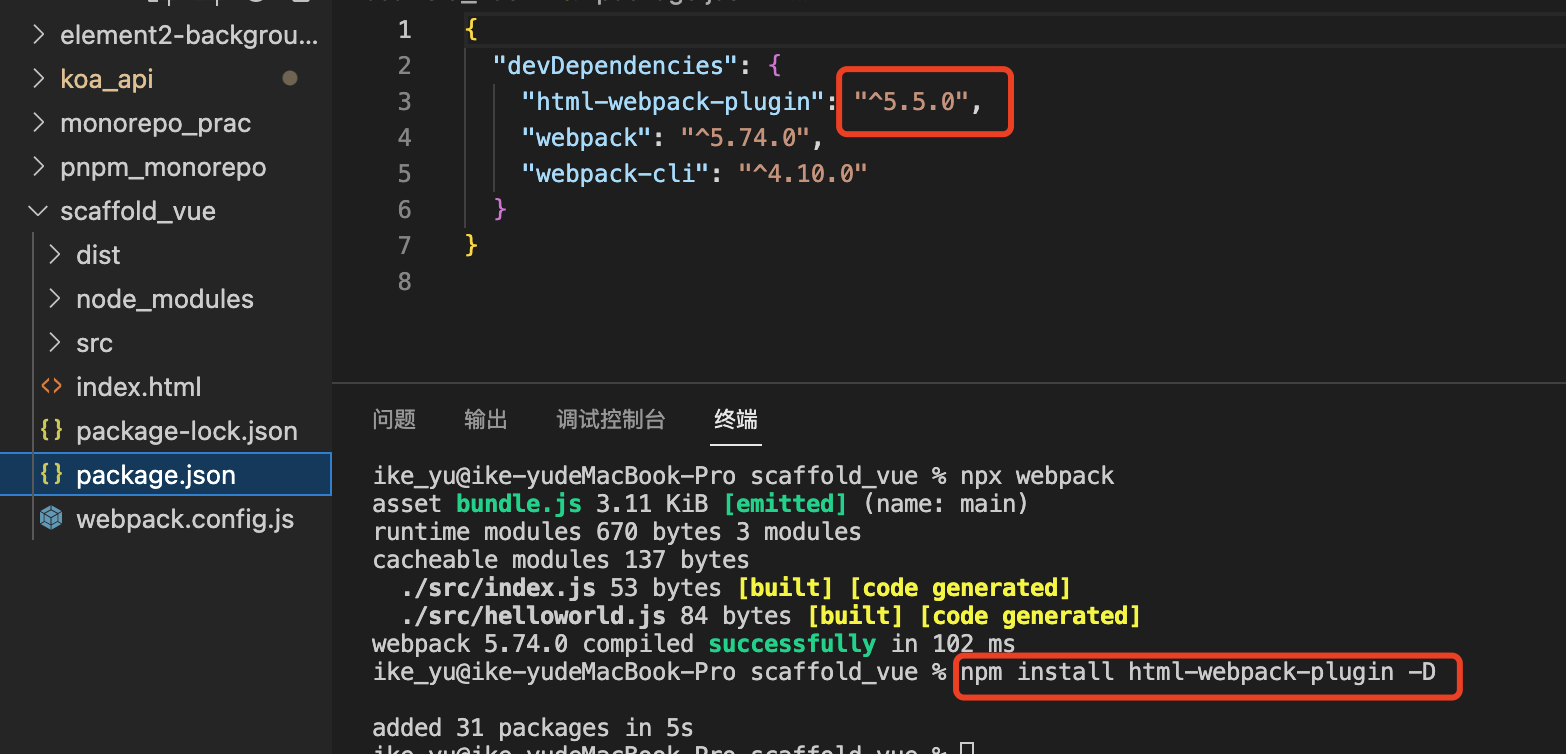 element2-backgrou...
koa_api
monorepo_prac
pnpm_monorepo
scaffold_vue
dist
node_modules
src
index.html
package-lock.json
package.json
webpack.config.js
1 {
2 "devDependencies": {
3 "html-webpack-plugin": "^5.5.0",
4 "webpack": "^5.74.0",
5 "webpack-cli": "^4.10.0"
6 }
7 }
8
问题 输出 调试控制台 终端
ike_yu@ike-yudeMacBook-Pro scaffold_vue % npx webpack
asset bundle.js 3.11 KiB [emitted] (name: main)
runtime modules 670 bytes 3 modules
cacheable modules 137 bytes
./src/index.js 53 bytes [built] [code generated]
./src/helloworld.js 84 bytes [built] [code generated]
webpack 5.74.0 compiled successfully in 102 ms
ike_yu@ike-yudeMacBook-Pro scaffold_vue % npm install html-webpack-plugin -D
added 31 packages in 5s
ike_yu@ike-yudeMacBook-Pro scaffold_vue %